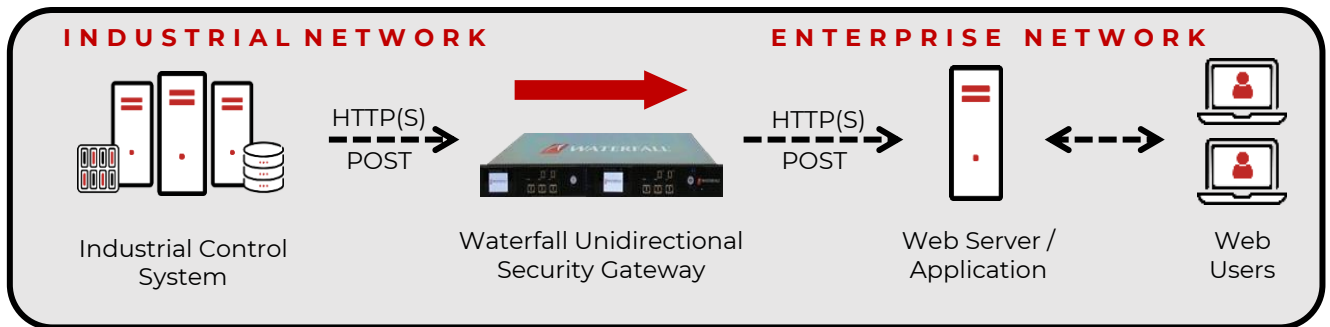 INDUSTRIAL NETWORK
ENTERPRISE NETWORK
HTTP(S)
POST
WATERFALL
HTTP(S)
POST
Industrial Control
System
Waterfall Unidirectional
Security Gateway
Web Server /
Application
Web
Users